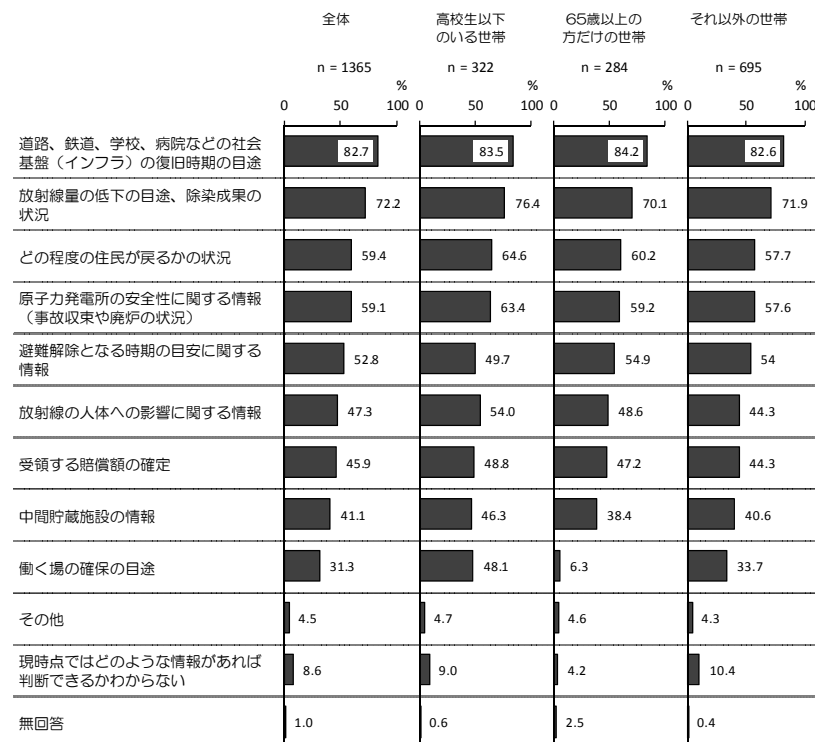 全体
高校生以下
のいる世帯
65歳以上の
方だけの世帯
それ以外の世帯
n = 1365
n = 322
n = 284
n = 695
% % % %
0 50 100 0 50 100 0 50 100 0 50 100
道路、鉄道、学校、病院などの社会
基盤（インフラ）の復旧時期の目途
82.7 83.5 84.2 82.6
放射線量の低下の目途、除染成果の
状況
72.2 76.4 70.1 71.9
どの程度の住民が戻るかの状況
59.4 64.6 60.2 57.7
原子力発電所の安全性に関する情報
（事故収束や廃炉の状況）
59.1 63.4 59.2 57.6
避難解除となる時期の目安に関する
情報
52.8 49.7 54.9 54
放射線の人体への影響に関する情報
47.3 54.0 48.6 44.3
受領する賠償額の確定
45.9 48.8 47.2 44.3
中間貯蔵施設の情報
41.1 46.3 38.4 40.6
働く場の確保の目途
31.3 48.1 6.3 33.7
その他
4.5 4.7 4.6 4.3
現時点ではどのような情報があれば
判断できるかわからない
8.6 9.0 4.2 10.4
無回答
1.0 0.6 2.5 0.4